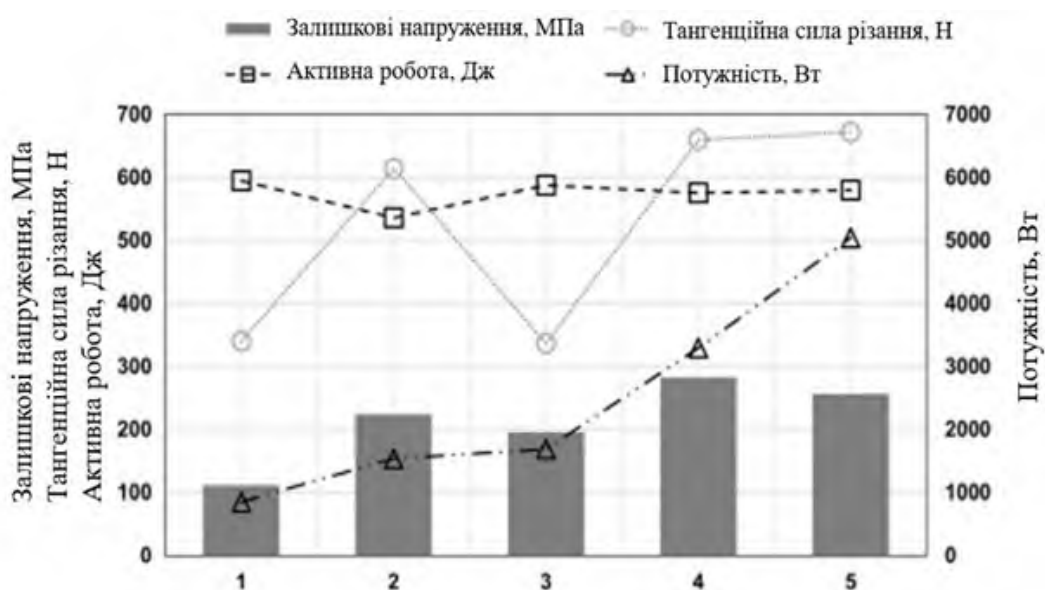 Залишкові напруження, МПа
Тангенційна сила різання, Н
Активна робота, Дж
Потужність, Вт
Залишкові напруження, МПа
Тангенційна сила різання, Н
Активна робота, Дж
700
600
500
400
300
200
100
0
7000
6000
5000
4000
3000
2000
1000
0
Потужність, Вт
1 2 3 4 5